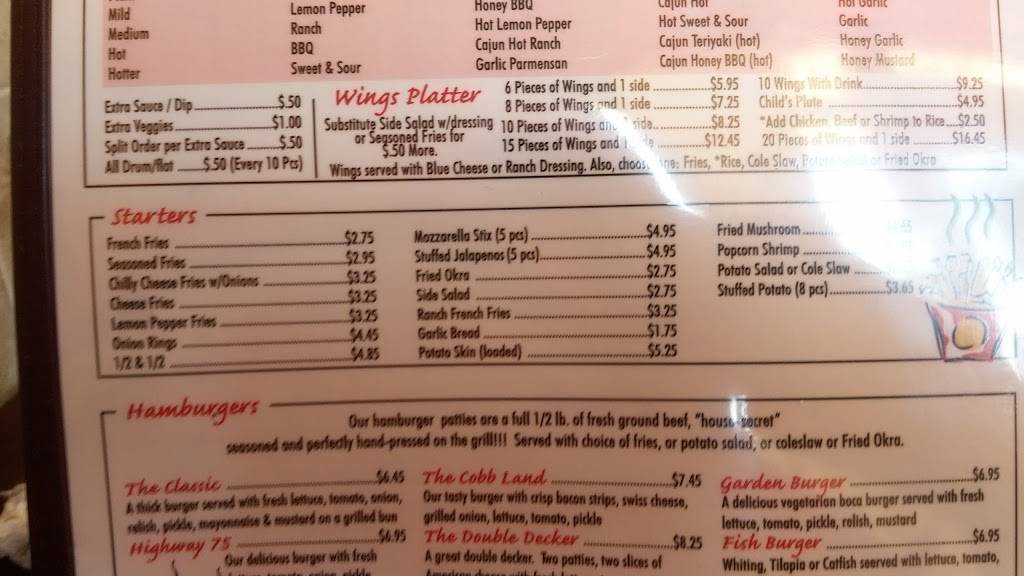 Mild
Medium
Hot
Hotter
Lemon Pepper
Ranch
BBQ
Sweet & Sour
Honey BBQ
Hot Lemon Pepper
Cajun Hot Ranch
Garlic Parmensan
Cajun Hot
Hot Sweet & Sour
Cajun Teriyaki (hot)
Cajun Honey BBQ (hot)
Hot Garlic
Garlic
Honey Garlic
Honey Mustard
Extra Sauce / Dip $.50
Extra Veggies $1.00
Split Order per Extra Sauce $.50
All Drum/flat $.50 (Every 10 Pcs)
Wings Platter
Substitute Side Salad w/dressing
or Seasoned Fries for
$.50 More.
6 Pieces of Wings and 1 side $5.95
8 Pieces of Wings and 1 side $7.25
10 Pieces of Wings and side $8.25
15 Pieces of Wings and $12.45
10 Wings With Drink $9.25
Child's Plate $4.95
*Add Chicken, Beef or Shrimp to Rice $2.50
20 Pieces of Wings and 1 side $16.45
Wings served with Blue Cheese or Ranch Dressing. Also, choose one: Fries, *Rice, Cole Slaw, Potato Salad or Fried Okra
Starters
French Fries $2.75
Seasoned Fries $2.95
Chilly Cheese Fries w/Onions $3.25
Cheese Fries $3.25
Lemon Pepper Fries $3.25
Onion Rings $4.45
1/2 & 1/2 $4.85
Mozzarella Stix (5 pcs) $4.95
Stuffed Jalapenos (5 pcs) $4.95
Fried Okra $2.75
Side Salad $2.75
Ranch French Fries $3.25
Garlic Bread $1.75
Potato Skin (loaded) $5.25
Fried Mushroom
Popcorn Shrimp
Potato Salad or Cole Slaw
Stuffed Potato (8 pcs) $3.65
Hamburgers
Our hamburger patties are a full 1/2 lb. of fresh ground beef, "house-secret"
seasoned and perfectly hand-pressed on the grill!!! Served with choice of fries, or potato salad, or coleslaw or Fried Okra.
The Classic $6.45
A thick burger served with fresh lettuce, tomato, onion,
relish, pickle, mayonnaise & mustard on a grilled bun
Highway 75 $6.95
Our delicious burger with fresh
lettuce, tomato, onion, pickle
The Cobb Land $7.45
Our tasty burger with crisp bacon strips, swiss cheese,
grilled onion, lettuce, tomato, pickle
The Double Decker $8.25
A great double decker. Two patties, two slices of
American cheese with
Garden Burger $6.95
A delicious vegetarian boca burger served with fresh
lettuce, tomato, pickle, relish, mustard
Fish Burger $6.95
Whiting, Tilapia or Catfish seerved with lettuce, tomato,